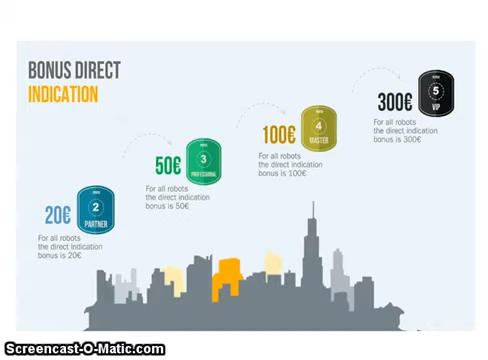 BONUS DIRECT
INDICATION
20€
2
PARTNER
For all robots
the direct indication
bonus is 20€
50€
3
PROFESSIONAL
For all robots
the direct indication
bonus is 50€
100€
4
MASTER
For all robots
the direct indication
bonus is 100€
300€
5
VIP
For all robots
the direct indication
bonus is 300€
Screencast-O-Matic.com